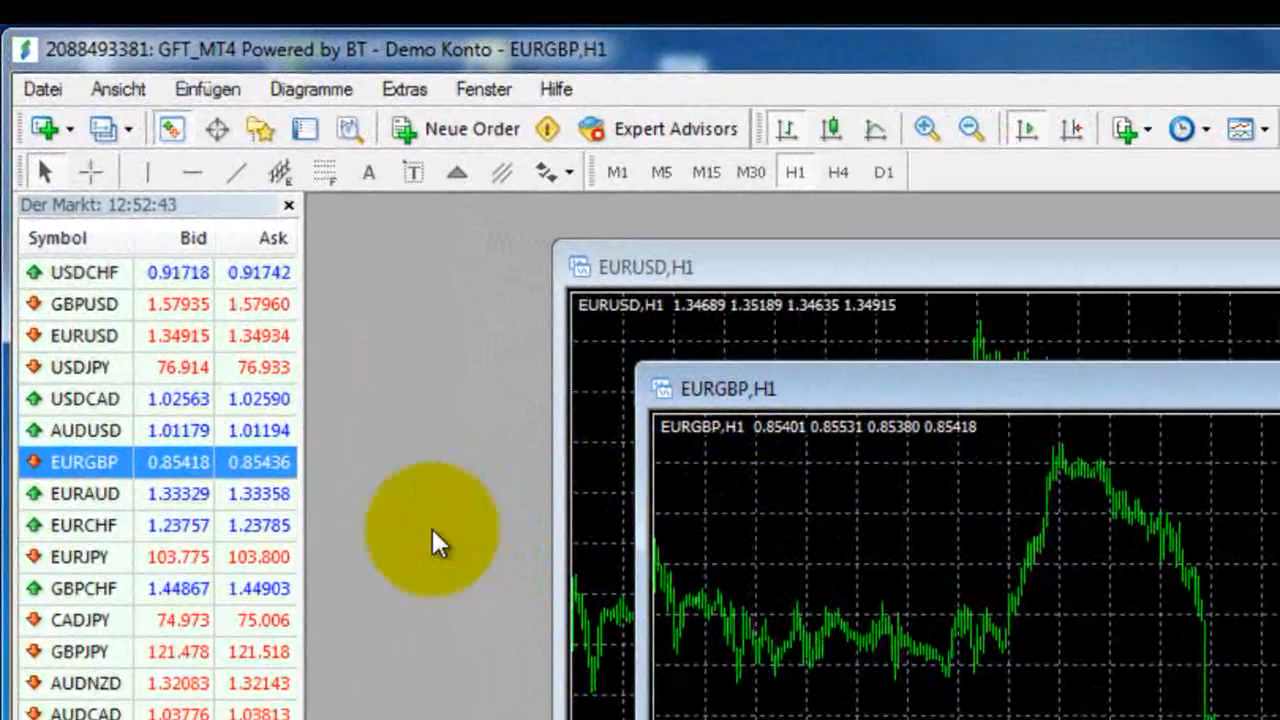 2088493381: GFT_MT4 Powered by BT - Demo Konto - EURGBP,H1
Datei Ansicht Einfügen Diagramme Extras Fenster Hilfe
Neue Order Expert Advisors
E F A T M1 M5 M15 M30 H1 H4 D1
Der Markt: 12:52:43
Symbol Bid Ask
USDCHF 0.91718 0.91742
GBPUSD 1.57935 1.57960
EURUSD 1.34915 1.34934
USDJPY 76.914 76.933
USDCAD 1.02563 1.02590
AUDUSD 1.01179 1.01194
EURGBP 0.85418 0.85436
EURAUD 1.33329 1.33358
EURCHF 1.23757 1.23785
EURJPY 103.775 103.800
GBPCHF 1.44867 1.44903
CADJPY 74.973 75.006
GBPJPY 121.478 121.518
AUDNZD 1.32083 1.32143
AUDCAD 1.03776 1.03813
EURUSD,H1
EURUSD,H1 1.34689 1.35189 1.34635 1.34915
EURGBP,H1
EURGBP,H1 0.85401 0.85531 0.85380 0.85418